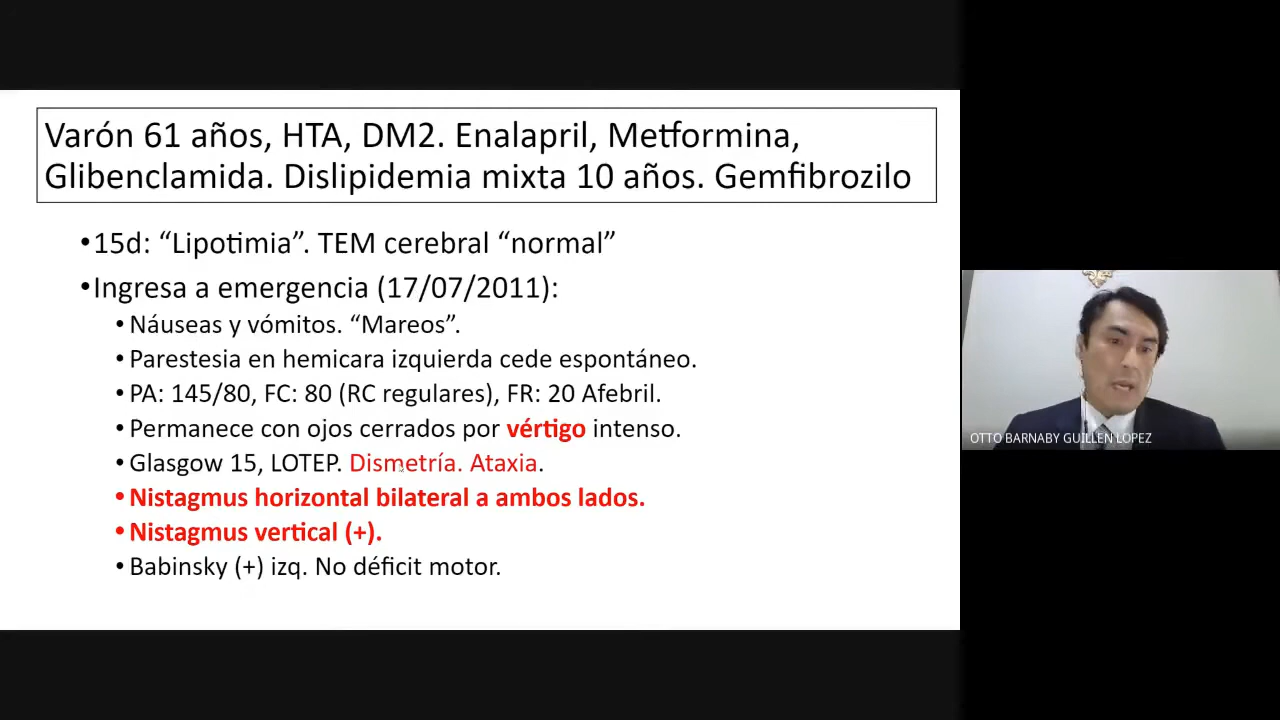 Varón 61 años, HTA, DM2. Enalapril, Metformina,
Glibenclamida. Dislipidemia mixta 10 años. Gemfibrozilo
•15d: “Lipotimia”. TEM cerebral “normal”
•Ingresa a emergencia (17/07/2011):
•Náuseas y vómitos. “Mareos”.
•Parestesia en hemicara izquierda cede espontáneo.
•PA: 145/80, FC: 80 (RC regulares), FR: 20 Afebril.
•Permanece con ojos cerrados por vértigo intenso.
•Glasgow 15, LOTEP. Dismetría. Ataxia.
•Nistagmus horizontal bilateral a ambos lados.
•Nistagmus vertical (+).
•Babinsky (+) izq. No déficit motor.
OTTO BARNABY GUILLEN LOPEZ